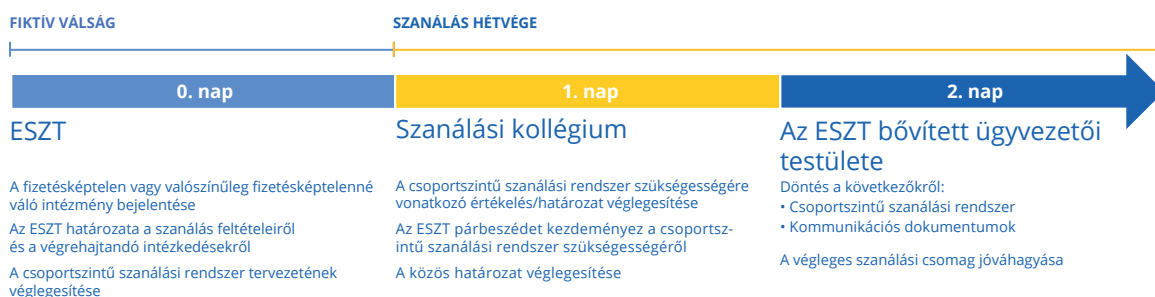 FIKTÍV VÁLSÁG
SZANÁLÁS HÉTVÉGE
0. nap
1. nap
2. nap
ESZT
A fizetésképtelen vagy valószínűleg fizetésképtelenné
váló intézmény bejelentése
Az ESZT határozata a szanálás feltételeiről
és a végrehajtandó intézkedésekről
A csoportszintű szanálási rendszer tervezetének
véglegesítése
Szanálási kollégium
A csoportszintű szanálási rendszer szükségességére
vonatkozó értékelés/határozat véglegesítése
Az ESZT párbeszédet kezdeményez a csoportsz-
intű szanálási rendszer szükségességéről
A közös határozat véglegesítése
Az ESZT bővített ügyvezetői
testülete
Döntés a következőkről:
• Csoportszintű szanálási rendszer
• Kommunikációs dokumentumok
A végleges szanálási csomag jóváhagyása